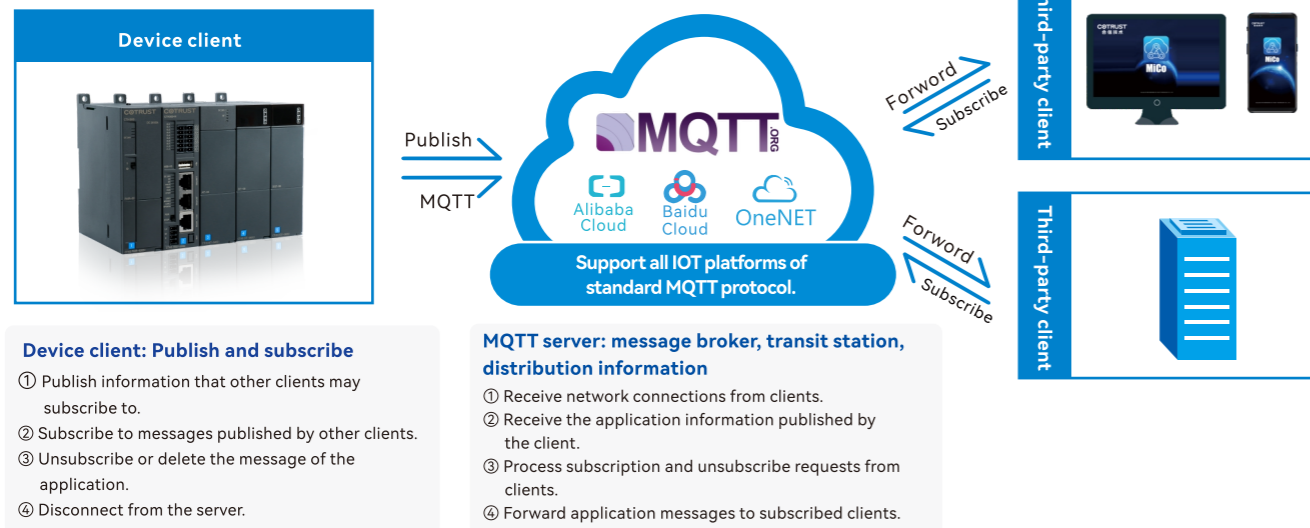 Device client
COTRUST COTRUST
Publish
MQTT
MQTT.ORG
Alibaba
Cloud
Baidu
Cloud
OneNET
Support all IOT platforms of
standard MQTT protocol.
Forword
Subscribe
Forword
Subscribe
hird-party client
COTRUST
MiCo
MiCo
Third-party client
Device client: Publish and subscribe
① Publish information that other clients may
subscribe to.
② Subscribe to messages published by other clients.
③ Unsubscribe or delete the message of the
application.
④ Disconnect from the server.
MQTT server: message broker, transit station,
distribution information
① Receive network connections from clients.
② Receive the application information published by
the client.
③ Process subscription and unsubscribe requests from
clients.
④ Forward application messages to subscribed clients.